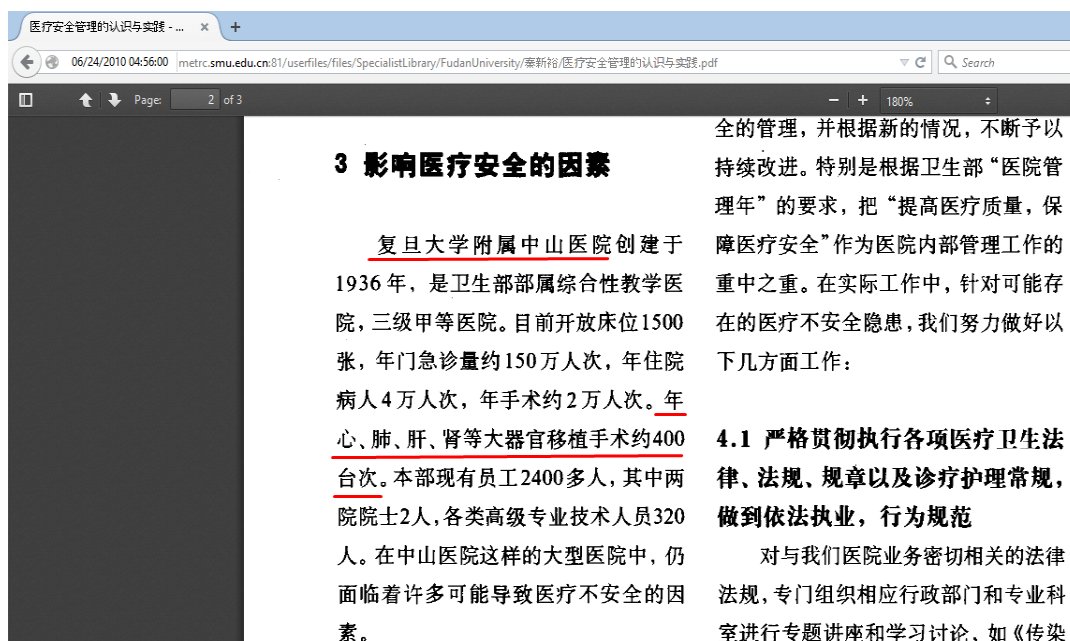 医疗安全管理的认识与实践 - ... × +
06/24/2010 04:56:00 metrc.smu.edu.cn:81/userfiles/files/SpecialistLibrary/FudanUniversity/秦新裕/医疗安全管理的认识与实践.pdf Search
Page: 2 of 3 180%
3 影响医疗安全的因素
复旦大学附属中山医院创建于
1936年，是卫生部部属综合性教学医
院，三级甲等医院。目前开放床位1500
张，年门急诊量约150万人次，年住院
病人4万人次，年手术约2万人次。年
心、肺、肝、肾等大器官移植手术约400
台次。本部现有员工2400多人，其中两
院院士2人，各类高级专业技术人员320
人。在中山医院这样的大型医院中，仍
面临着许多可能导致医疗不安全的因
素。
全的管理，并根据新的情况，不断予以
持续改进。特别是根据卫生部“医院管
理年”的要求，把“提高医疗质量，保
障医疗安全”作为医院内部管理工作的
重中之重。在实际工作中，针对可能存
在的医疗不安全隐患，我们努力做好以
下几方面工作：
4.1 严格贯彻执行各项医疗卫生法
律、法规、规章以及诊疗护理常规，
做到依法执业，行为规范
对与我们医院业务密切相关的法律
法规，专门组织相应行政部门和专业科
室进行专题讲座和学习讨论，如《传染